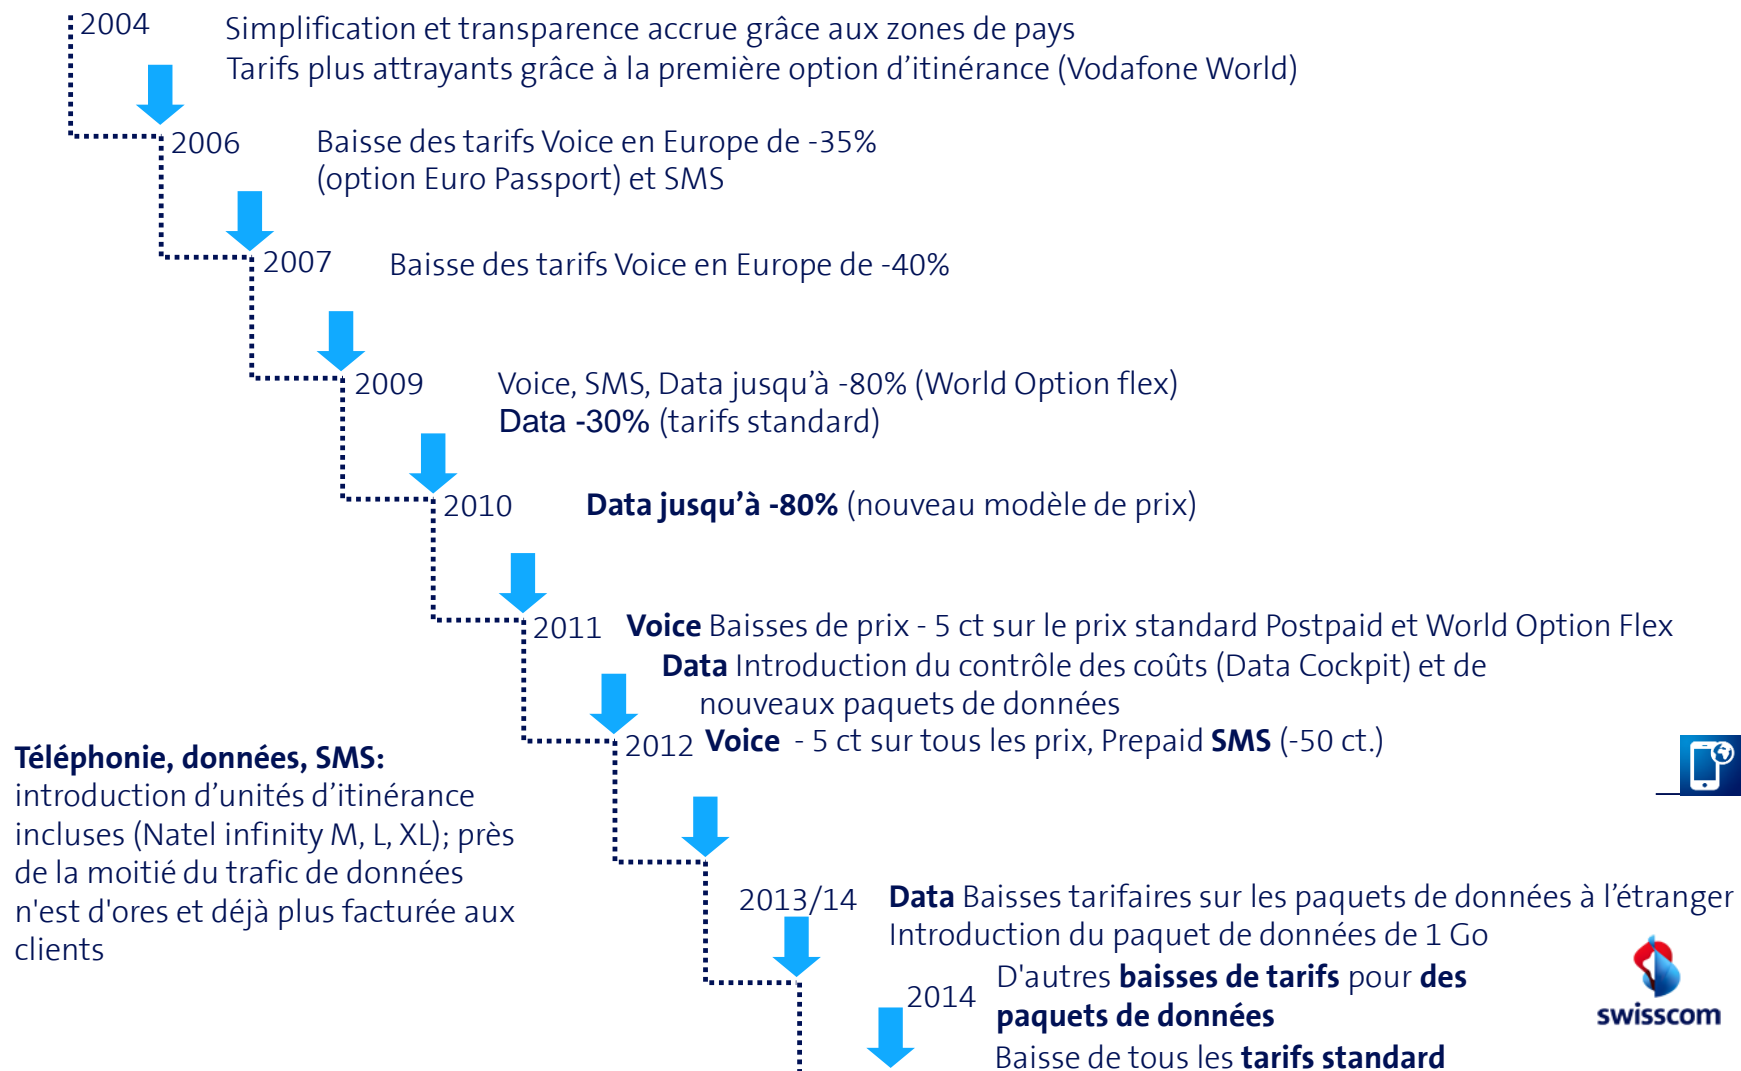 2004 Simplification et transparence accrue grâce aux zones de pays
Tarifs plus attrayants grâce à la première option d’itinérance (Vodafone World)
2006 Baisse des tarifs Voice en Europe de -35%
(option Euro Passport) et SMS
2007 Baisse des tarifs Voice en Europe de -40%
2009 Voice, SMS, Data jusqu’à -80% (World Option flex)
Data -30% (tarifs standard)
2010 Data jusqu’à -80% (nouveau modèle de prix)
2011 Voice Baisses de prix - 5 ct sur le prix standard Postpaid et World Option Flex
Data Introduction du contrôle des coûts (Data Cockpit) et de
nouveaux paquets de données
2012 Voice - 5 ct sur tous les prix, Prepaid SMS (-50 ct.)
Téléphonie, données, SMS:
introduction d’unités d’itinérance
incluses (Natel infinity M, L, XL); près
de la moitié du trafic de données
n'est d'ores et déjà plus facturée aux
clients
2013/14 Data Baisses tarifaires sur les paquets de données à l’étranger
Introduction du paquet de données de 1 Go
2014 D'autres baisses de tarifs pour des
paquets de données
Baisse de tous les tarifs standard
swisscom